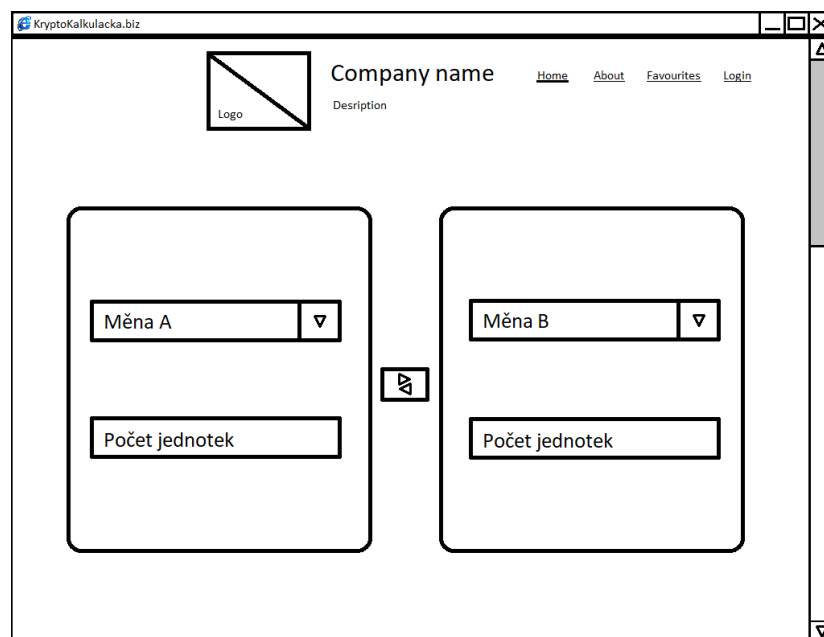 KryptoKalkulacka.biz
Company name
Home About Favourites Login
Desription
Logo
Měna A
Měna B
Počet jednotek
Počet jednotek